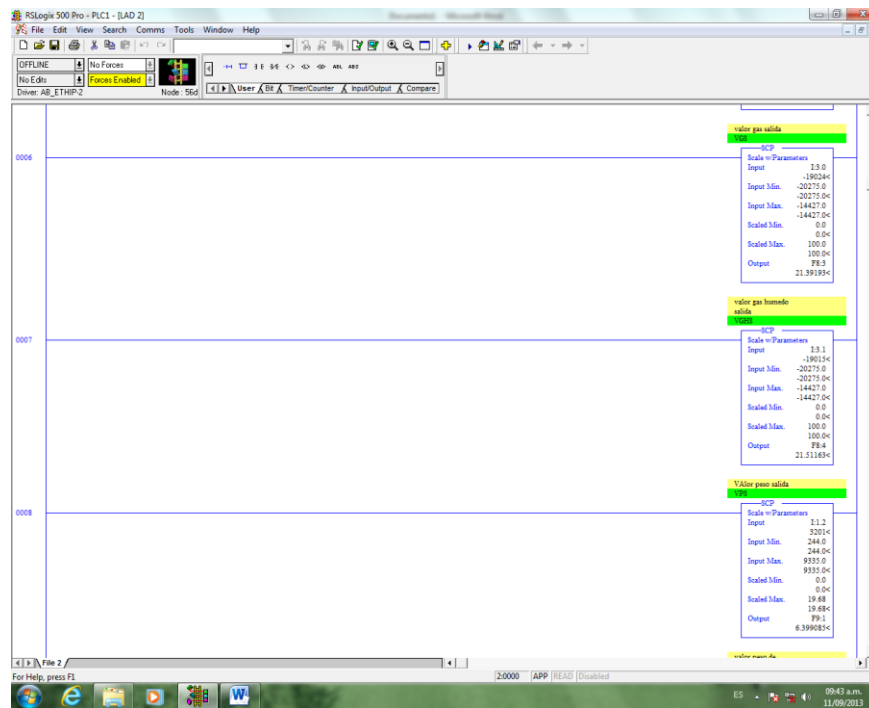 RSLogix 500 Pro - PLC1 - [LAD 2]
File Edit View Search Comms Tools Window Help
OFFLINE No Forces
No Edits Forces Enabled
Driver: AB_ETHIP-2 Node : 56d
ABL ABS
User Bit Timer/Counter Input/Output Compare
valor gas salida
VGS
SCP
0006
Scale w/Parameters
Input I:3.0
-19024<
Input Min. -20275.0
-20275.0<
Input Max. -14427.0
-14427.0<
Scaled Min. 0.0
0.0<
Scaled Max. 100.0
100.0<
Output F8:3
21.39193<
valor gas humedo
salida
VGHS
SCP
0007
Scale w/Parameters
Input I:3.1
-19015<
Input Min. -20275.0
-20275.0<
Input Max. -14427.0
-14427.0<
Scaled Min. 0.0
0.0<
Scaled Max. 100.0
100.0<
Output F8:4
21.51163<
VAlor peso salida
VPS
SCP
0008
Scale w/Parameters
Input I:1.2
3201<
Input Min. 244.0
244.0<
Input Max. 9335.0
9335.0<
Scaled Min. 0.0
0.0<
Scaled Max. 19.68
19.68<
Output F9:1
6.399085<
valor peso de
File 2
For Help, press F1
2:0000 APP READ Disabled
ES
09:43 a.m.
11/09/2013